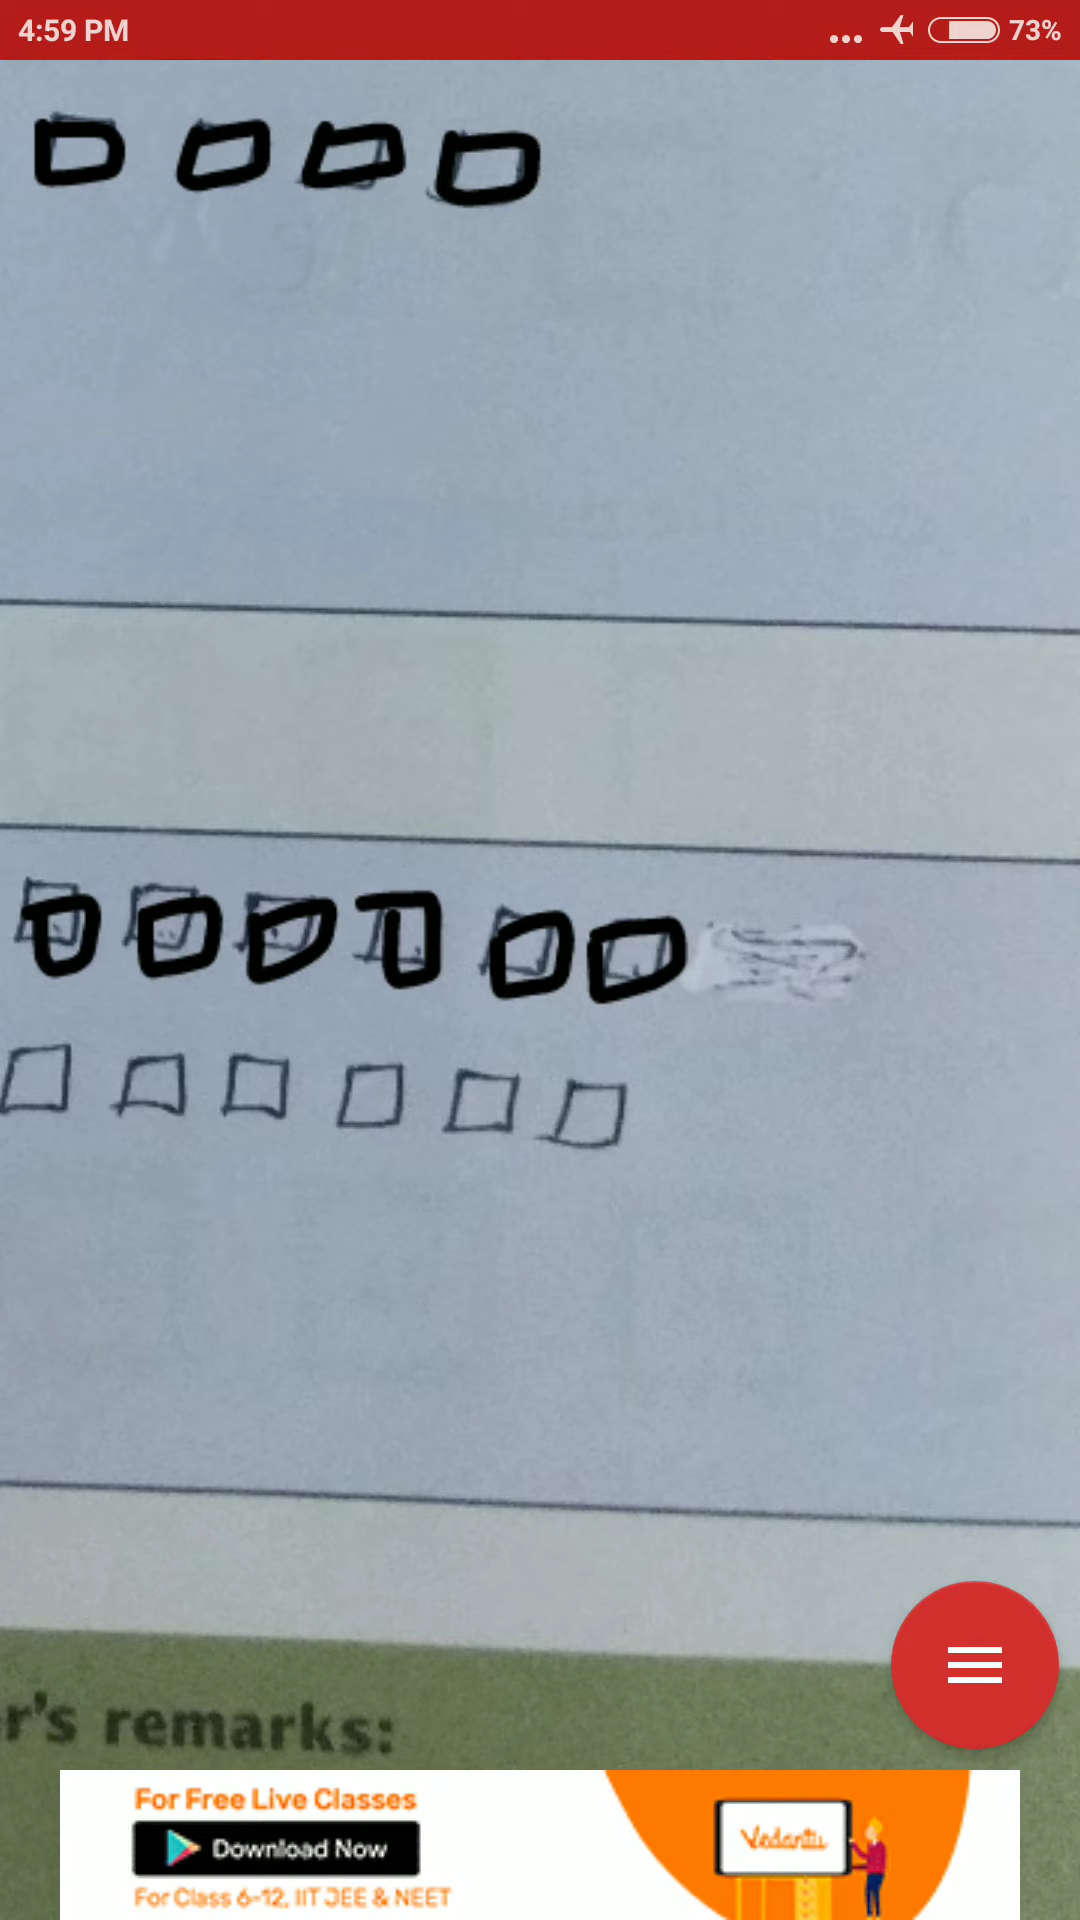 4:59 PM ... 73%
r's remarks:
For Free Live Classes
Download Now
Vedantu
For Class 6-12, IIT JEE & NEET